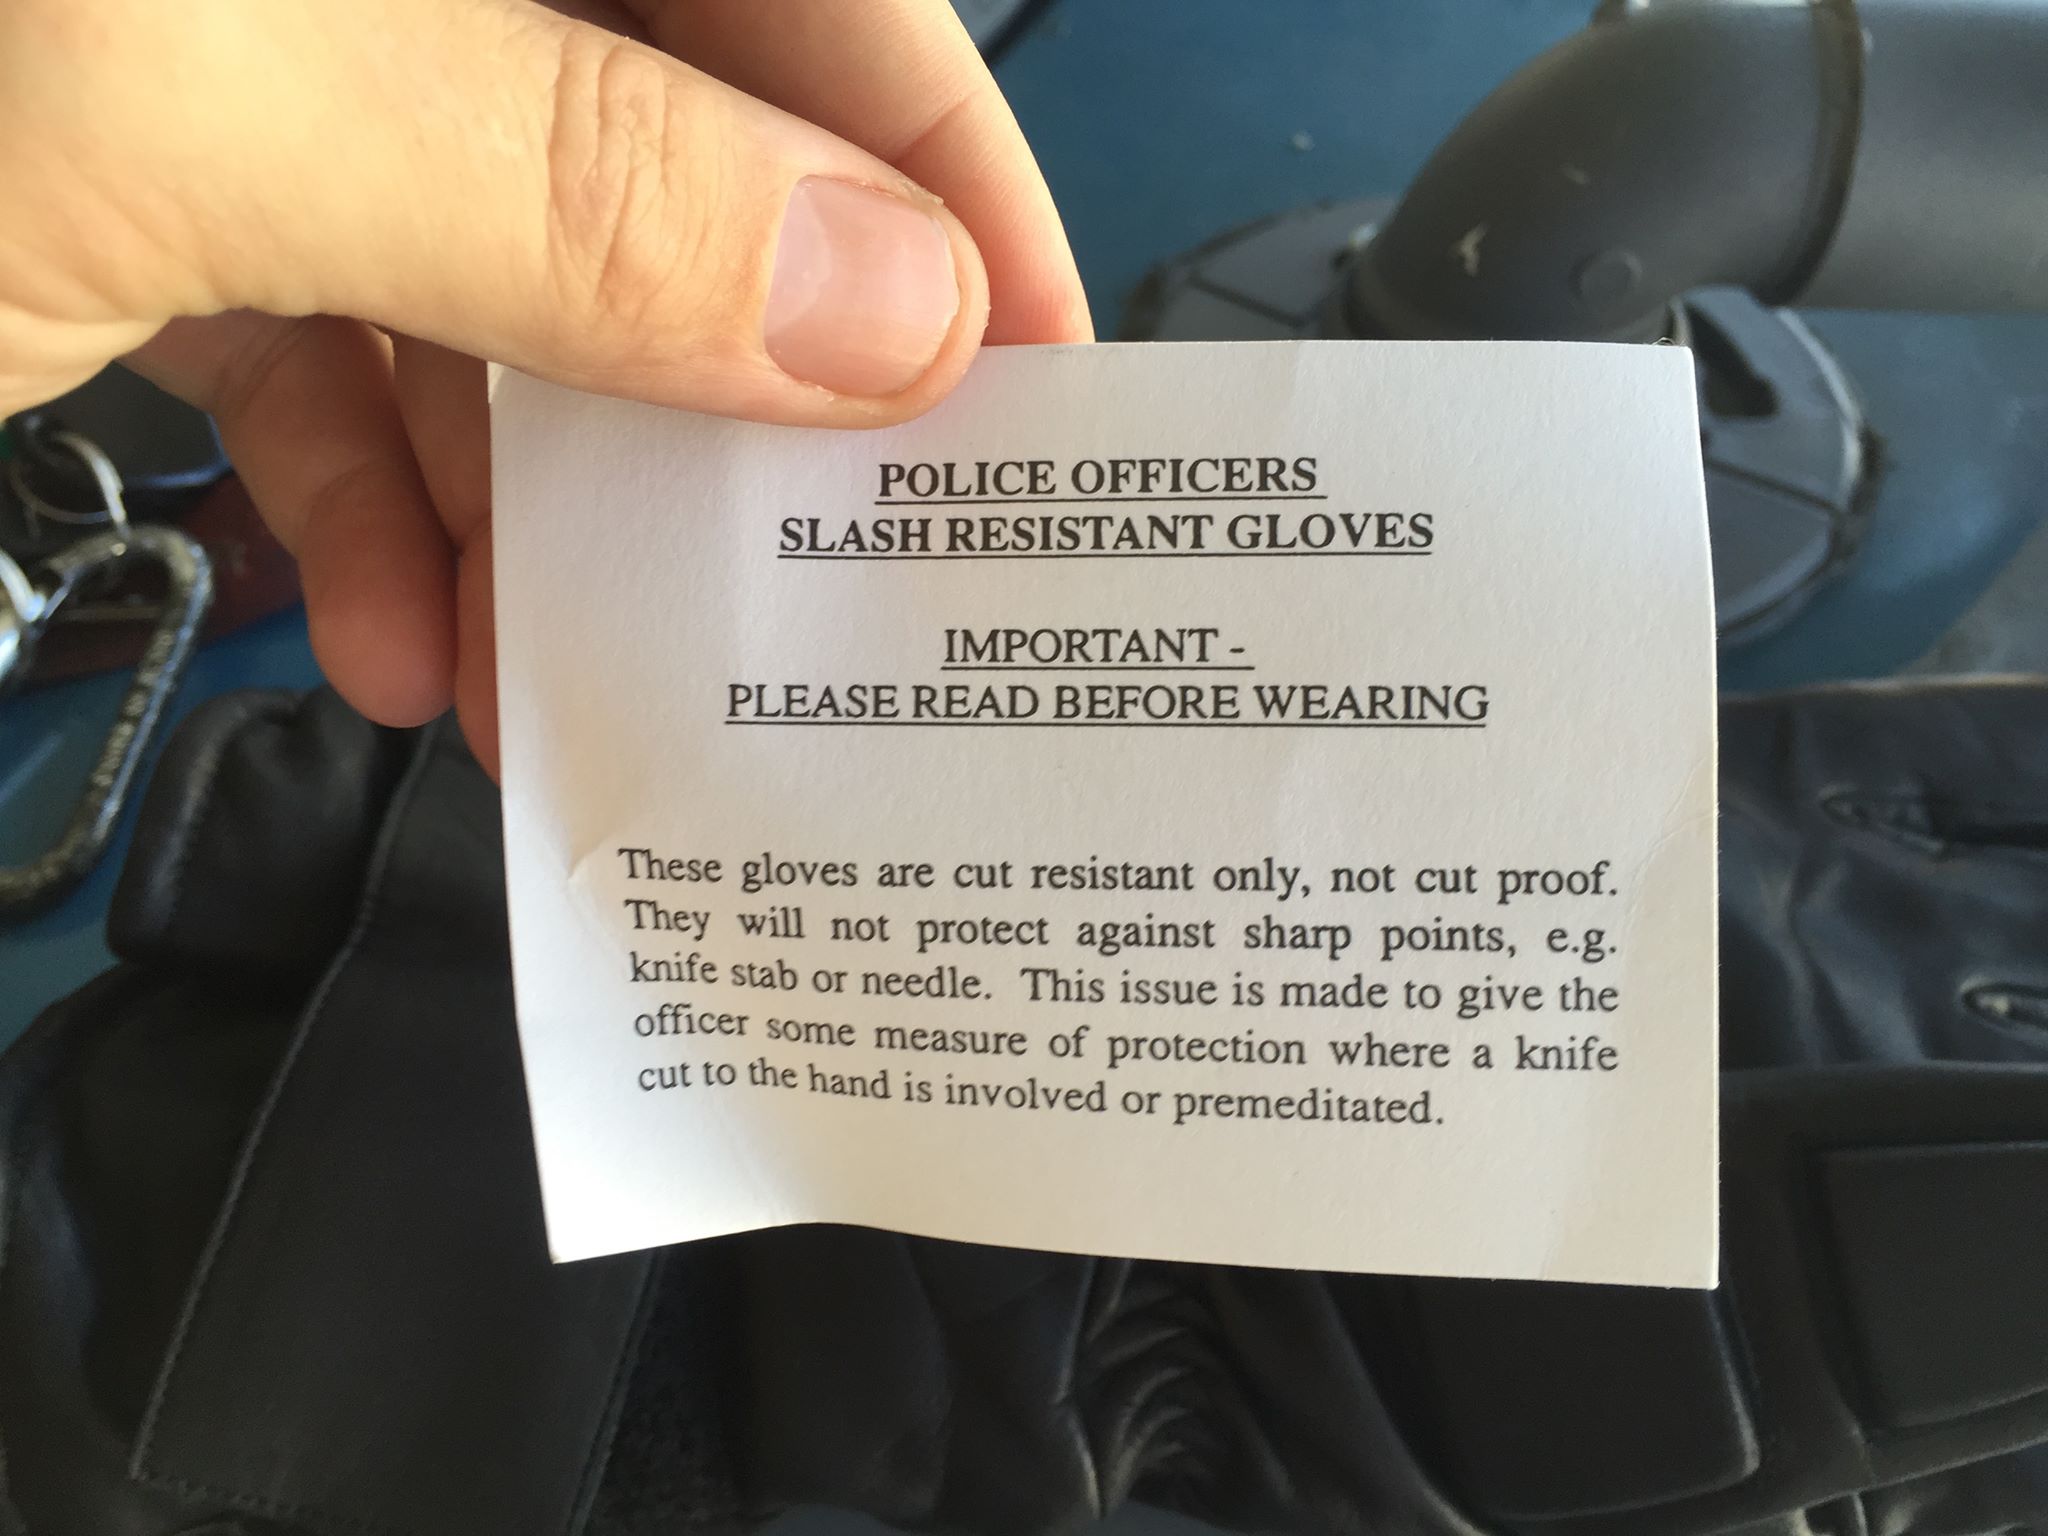 POLICE OFFICERS
SLASH RESISTANT GLOVES
IMPORTANT -
PLEASE READ BEFORE WEARING
These gloves are cut resistant only, not cut proof.
They will not protect against sharp points, e.g.
knife stab or needle. This issue is made to give the
officer some measure of protection where a knife
cut to the hand is involved or premeditated.